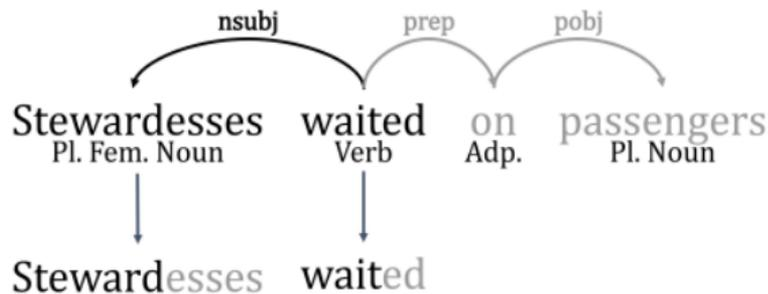 nsubj prep pobj
Stewardesses waited on passengers
Pl. Fem. Noun Verb Adp. Pl. Noun
Stewardesses waited